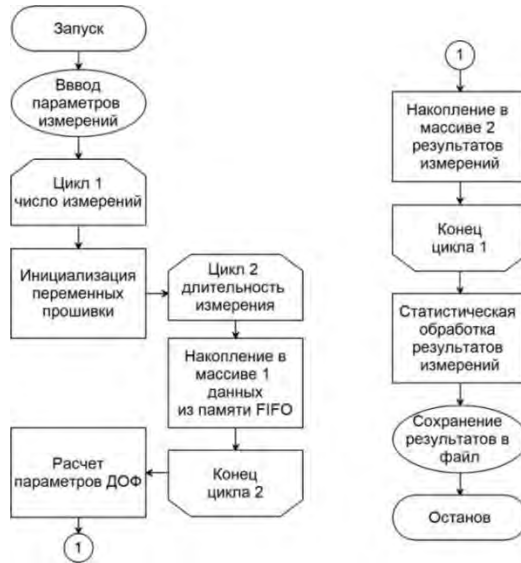 Запуск
Вввод
параметров
измерений
Цикл 1
число измерений
Инициализация
переменных
прошивки
Цикл 2
длительность
измерения
Накопление в
массиве 1
данных
из памяти FIFO
Конец
цикла 2
Расчет
параметров ДОФ
1
1
Накопление в
массиве 2
результатов
измерений
Конец
цикла 1
Статистическая
обработка
результатов
измерений
Сохранение
результатов в
файл
Останов